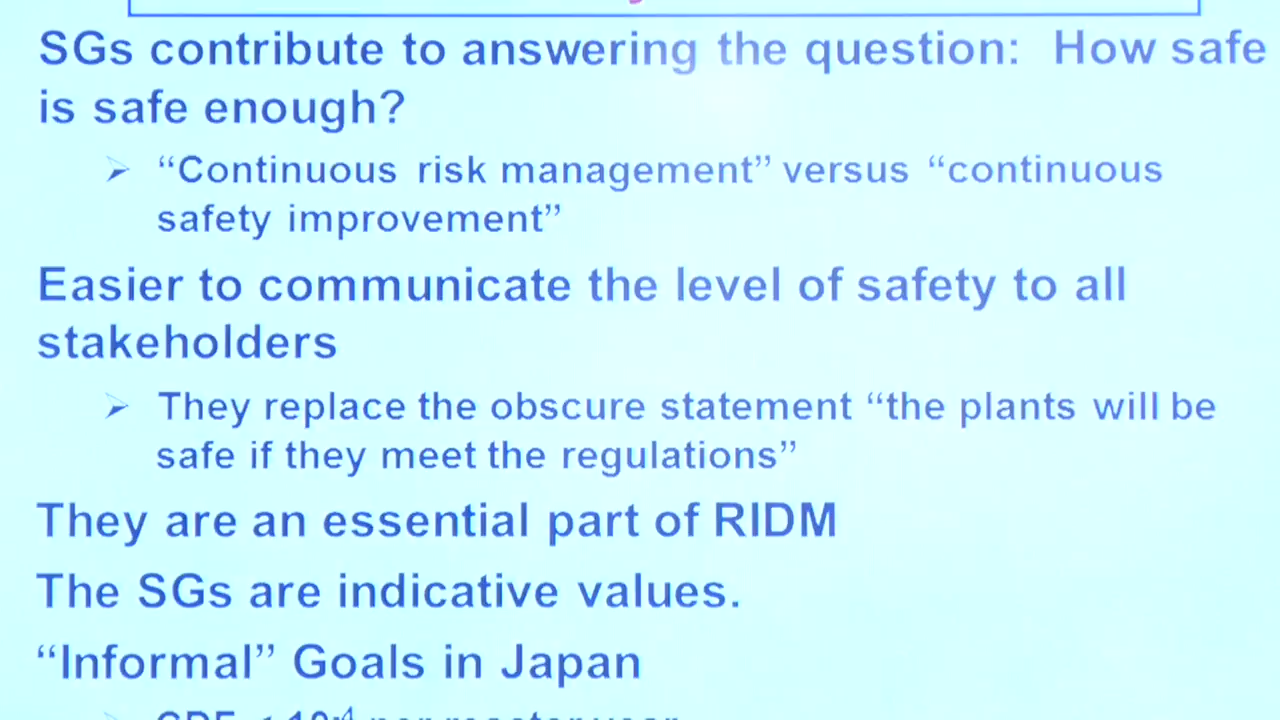 SGs contribute to answering the question: How safe
is safe enough?
➢ “Continuous risk management” versus “continuous
safety improvement”
Easier to communicate the level of safety to all
stakeholders
➢ They replace the obscure statement “the plants will be
safe if they meet the regulations”
They are an essential part of RIDM
The SGs are indicative values.
“Informal” Goals in Japan